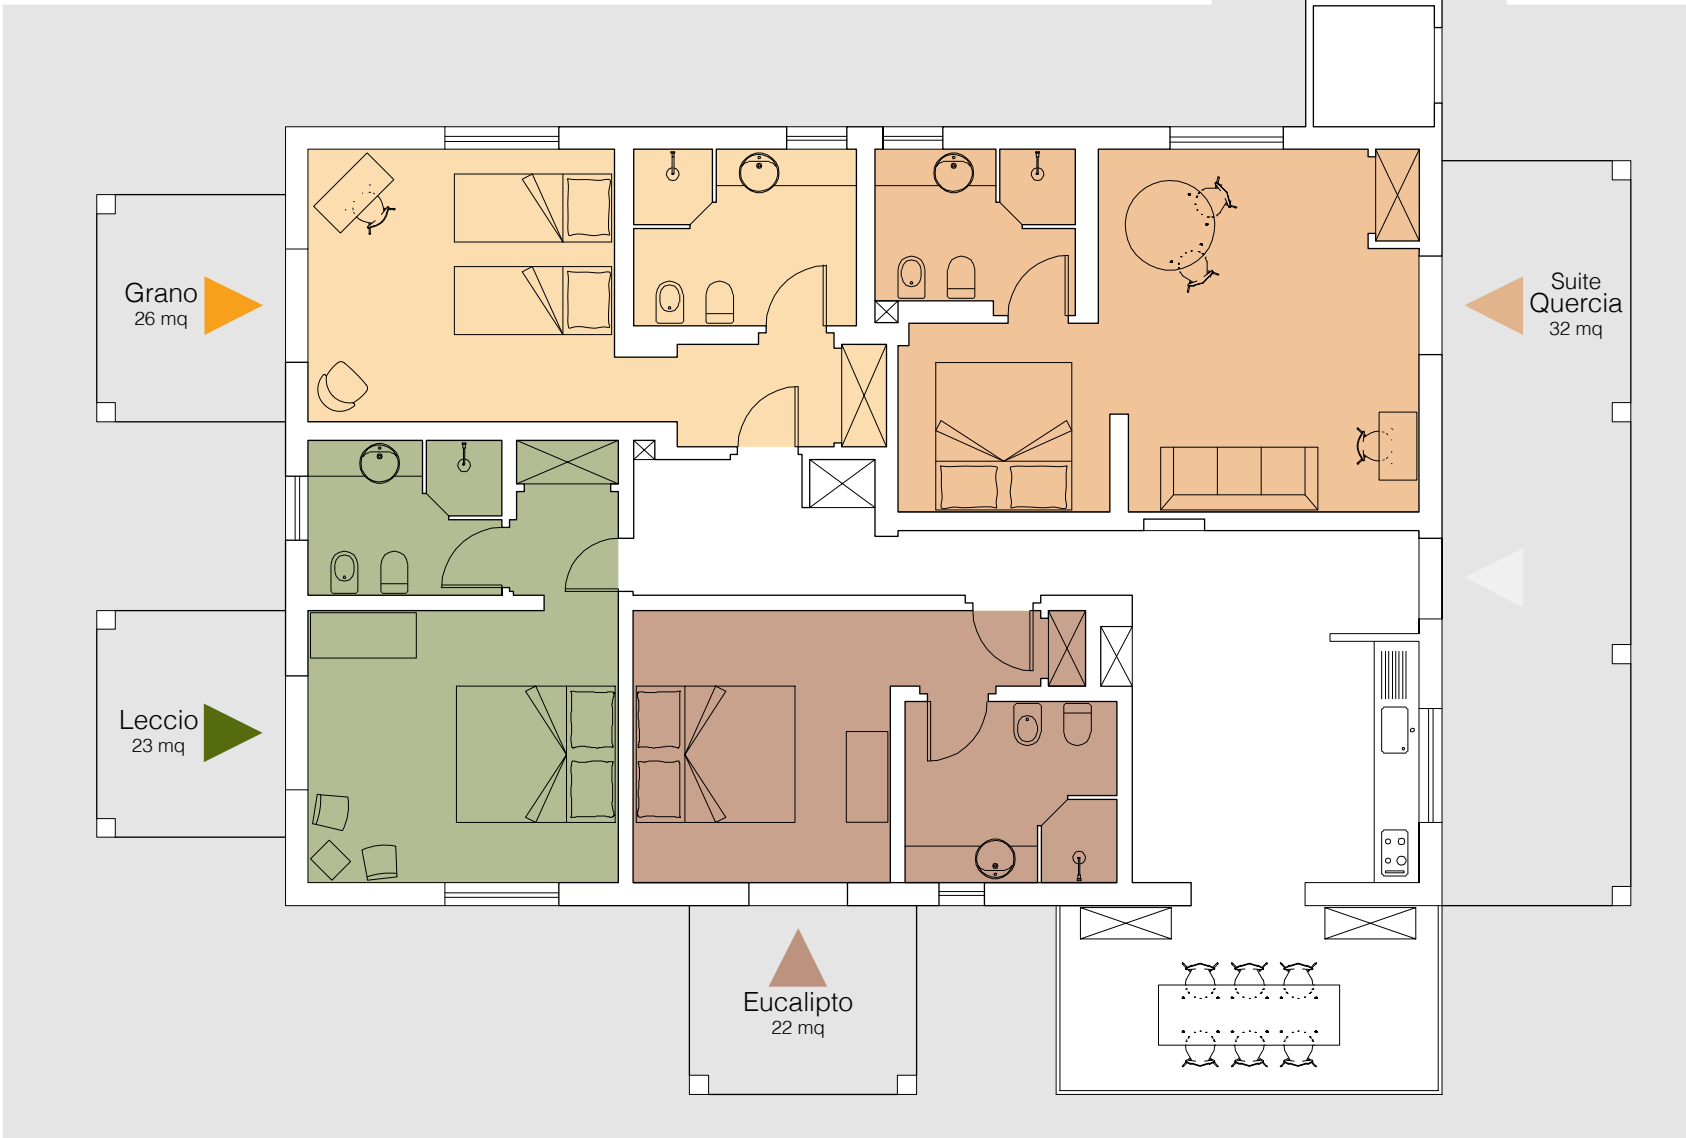 Grano
26 mq
Suite
Quercia
32 mq
Leccio
23 mq
Eucalipto
22 mq